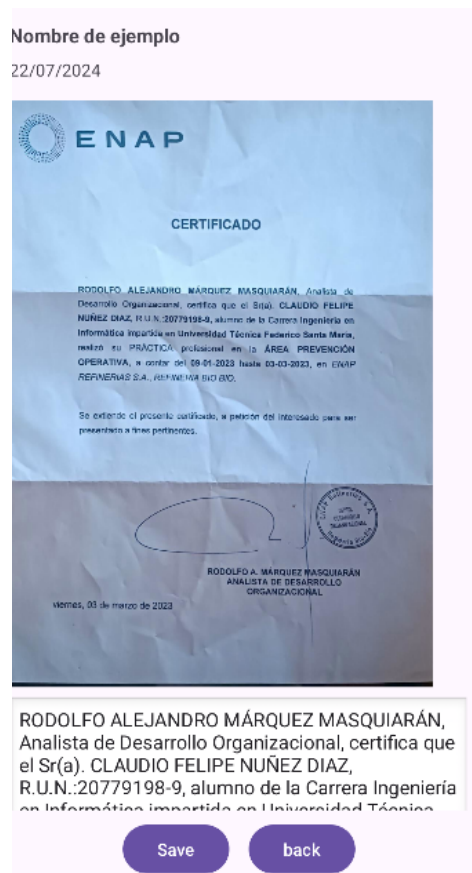 Nombre de ejemplo
22/07/2024
ENAP
CERTIFICADO
RODOLFO ALEJANDRO MÁRQUEZ MASQUIARÁN, Analista de
Desarrollo Organizacional, certifica que el Sr(a). CLAUDIO FELIPE
NUÑEZ DIAZ, R.U.N.:20779198-9, alumno de la Carrera Ingeniería en
Informática impartida en Universidad Técnica Federico Santa María,
realizó su PRÁCTICA profesional en la ÁREA PREVENCIÓN
OPERATIVA, a contar del 09-01-2023 hasta 03-03-2023, en ENAP
REFINERIAS S.A., REFINERIA BIO BIO.
Se extiende el presente certificado, a petición del interesado para ser
presentado a fines pertinentes.
RODOLFO A. MÁRQUEZ MASQUIARÁN
ANALISTA DE DESARROLLO
ORGANIZACIONAL
viernes, 03 de marzo de 2023
RODOLFO ALEJANDRO MÁRQUEZ MASQUIARÁN,
Analista de Desarrollo Organizacional, certifica que
el Sr(a). CLAUDIO FELIPE NUÑEZ DIAZ,
R.U.N.:20779198-9, alumno de la Carrera Ingeniería
en Informática impartida en Universidad Técnica
Save
back